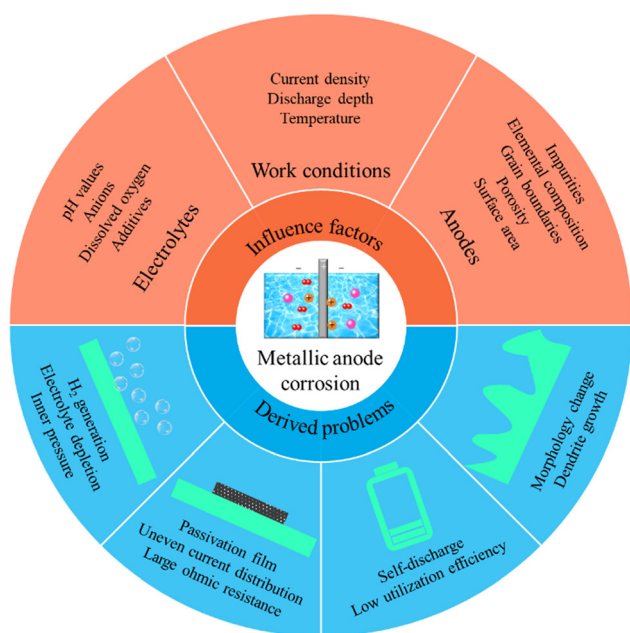 Current density
Discharge depth
Temperature
Work conditions
pH values
Anions
Dissolved oxygen
Additives
Electrolytes
Impurities
Elemental composition
Grain boundaries
Porosity
Surface area
Anodes
Influence factors
Metallic anode
corrosion
Derived problems
H₂ generation
Electrolyte depletion
Inner pressure
Passivation film
Uneven current distribution
Large ohmic resistance
Self-discharge
Low utilization efficiency
Morphology change
Dendrite growth